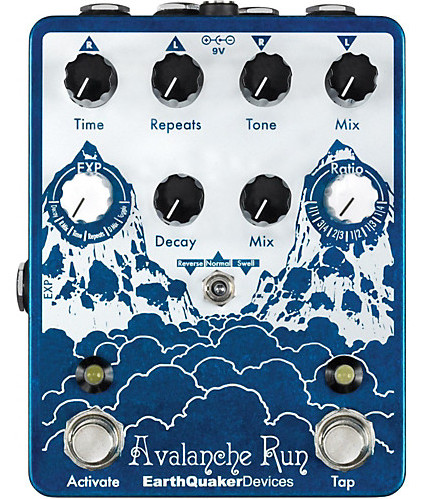 R L 9V R L
Time Repeats Tone Mix
EXP Ratio
Decay Mix
Reverse Normal Swell
EXP
Avalanche Run
Activate EarthQuakerDevices Tap